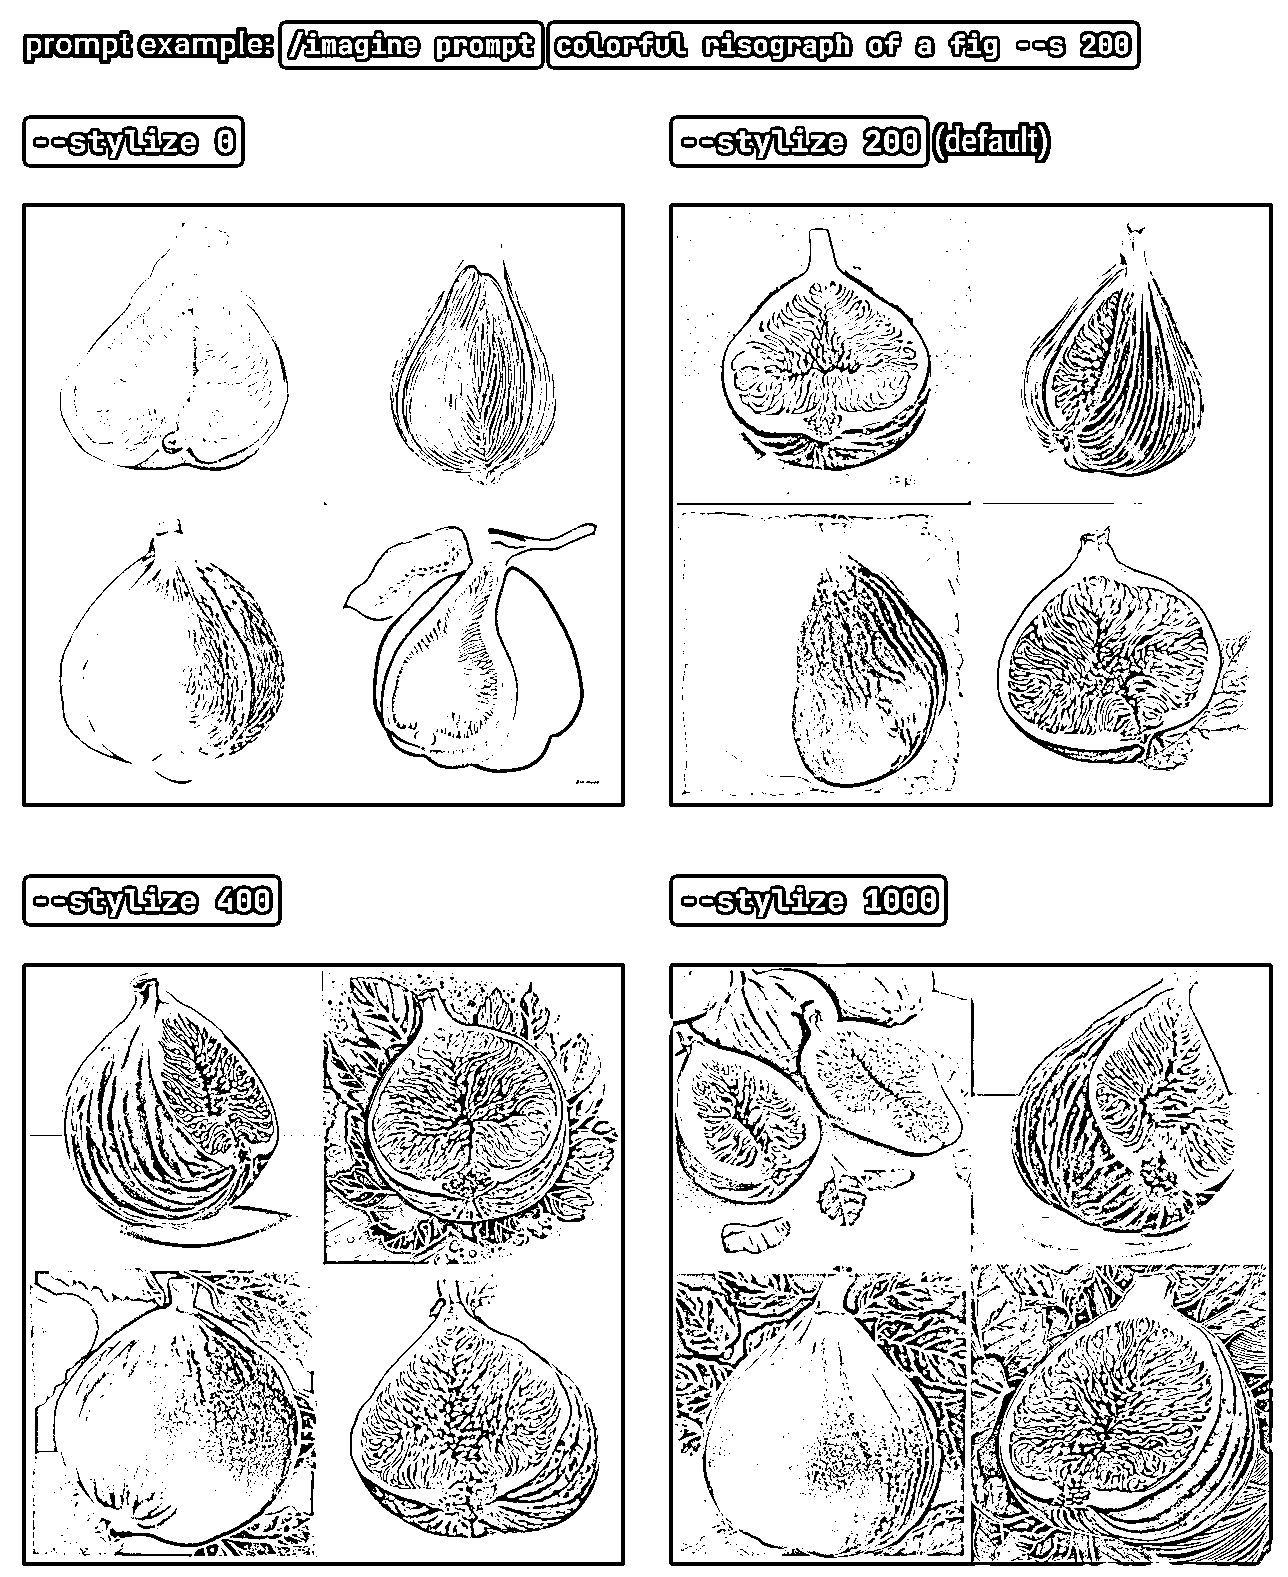 prompt example: /imagine prompt colorful risograph of a fig --s 200
--stylize 0
--stylize 200 (default)
--stylize 400
--stylize 1000